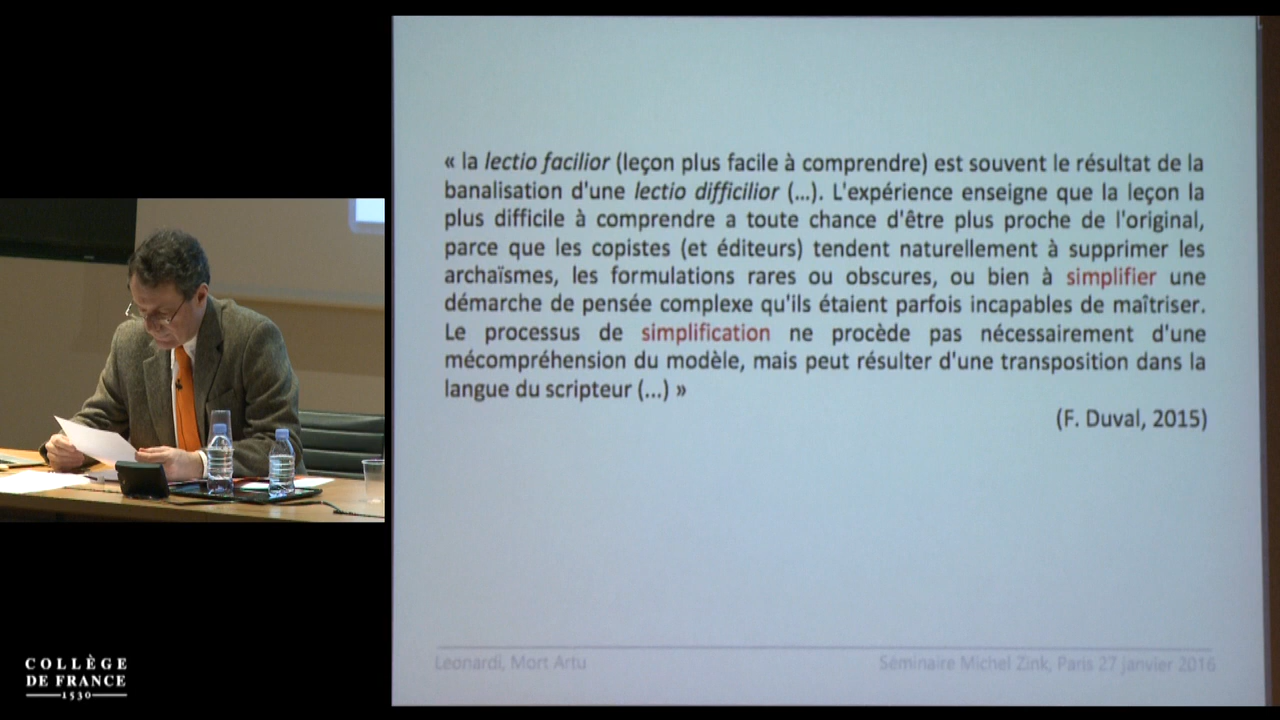 « la lectio facilior (leçon plus facile à comprendre) est souvent le résultat de la
banalisation d'une lectio difficilior (...). L'expérience enseigne que la leçon la
plus difficile à comprendre a toute chance d'être plus proche de l'original,
parce que les copistes (et éditeurs) tendent naturellement à supprimer les
archaïsmes, les formulations rares ou obscures, ou bien à simplifier une
démarche de pensée complexe qu'ils étaient parfois incapables de maîtriser.
Le processus de simplification ne procède pas nécessairement d'une
mécompréhension du modèle, mais peut résulter d'une transposition dans la
langue du scripteur (...) »
(F. Duval, 2015)
Leonardi, Mort Artu
Séminaire Michel Zink, Paris 27 janvier 2016
COLLÈGE
DE FRANCE
1530